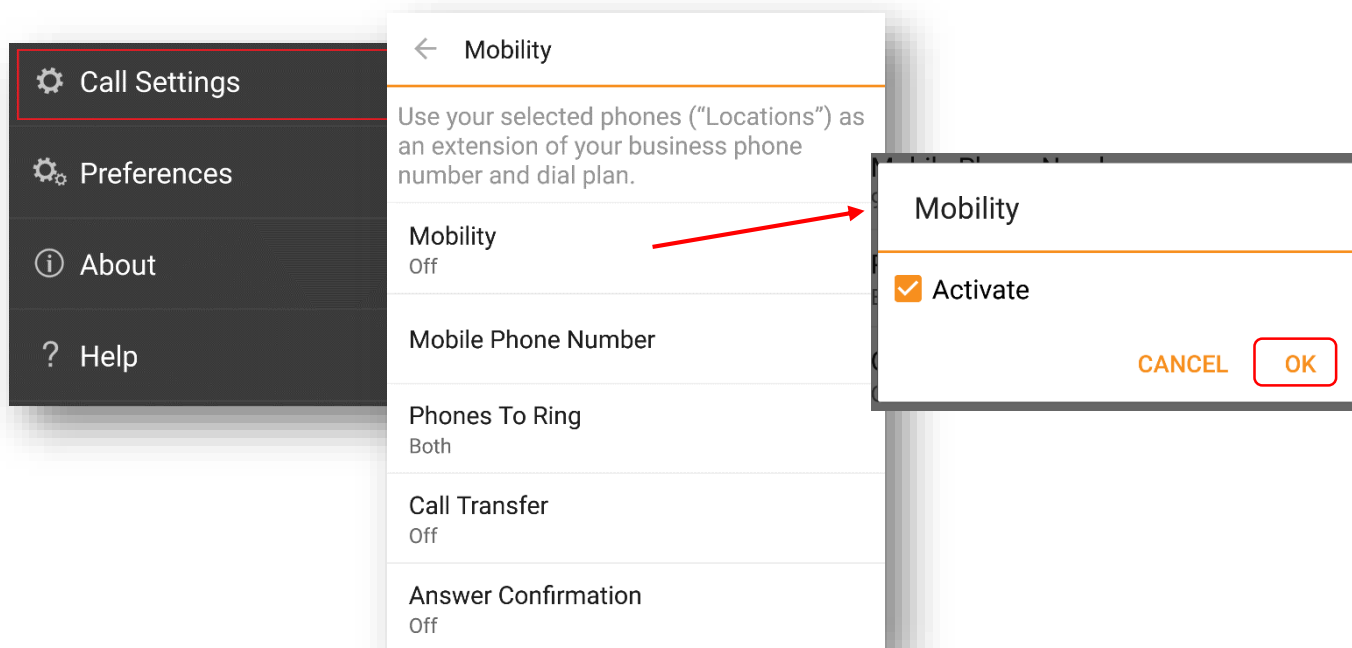 Call Settings
Preferences
About
? Help
Mobility
Use your selected phones (“Locations”) as
an extension of your business phone
number and dial plan.
Mobility
Off
Mobile Phone Number
Phones To Ring
Both
Call Transfer
Off
Answer Confirmation
Off
Mobility
Activate
CANCEL OK